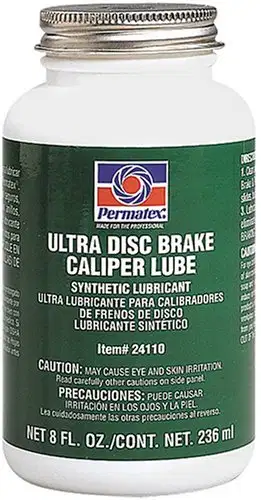 Permatex®
MADE FOR THE PROFESSIONAL
ULTRA DISC BRAKE
CALIPER LUBE
SYNTHETIC LUBRICANT
ULTRA LUBRICANTE PARA CALIBRADORES
DE FRENOS DE DISCO
LUBRICANTE SINTÉTICO
Item# 24110
CAUTION: MAY CAUSE EYE AND SKIN IRRITATION.
Read carefully other cautions on side panel.
PRECAUCIONES: PUEDE CAUSAR
IRRITACIÓN EN LOS OJOS Y LA PIEL.
Lea cuidadosamente las otras precauciones al reverso.
NET 8 FL. OZ./CONT. NET. 236 ml